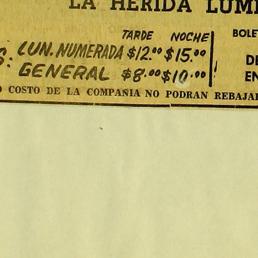 LA HERIDA LUM
TARDE NOCHE BOLE
S: LUN. NUMERADA $12.00 $15.00
DE
GENERAL $8.00 $10.00
EN
O COSTO DE LA COMPAÑIA NO PODRAN REBAJAR